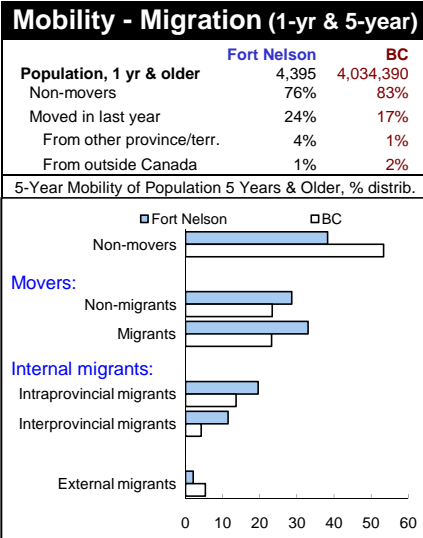 Mobility - Migration (1-yr & 5-year)
Fort Nelson BC
Population, 1 yr & older 4,395 4,034,390
Non-movers 76% 83%
Moved in last year 24% 17%
From other province/terr. 4% 1%
From outside Canada 1% 2%
5-Year Mobility of Population 5 Years & Older, % distrib.
Fort Nelson BC
Non-movers
Movers:
Non-migrants
Migrants
Internal migrants:
Intraprovincial migrants
Interprovincial migrants
External migrants
0 10 20 30 40 50 60